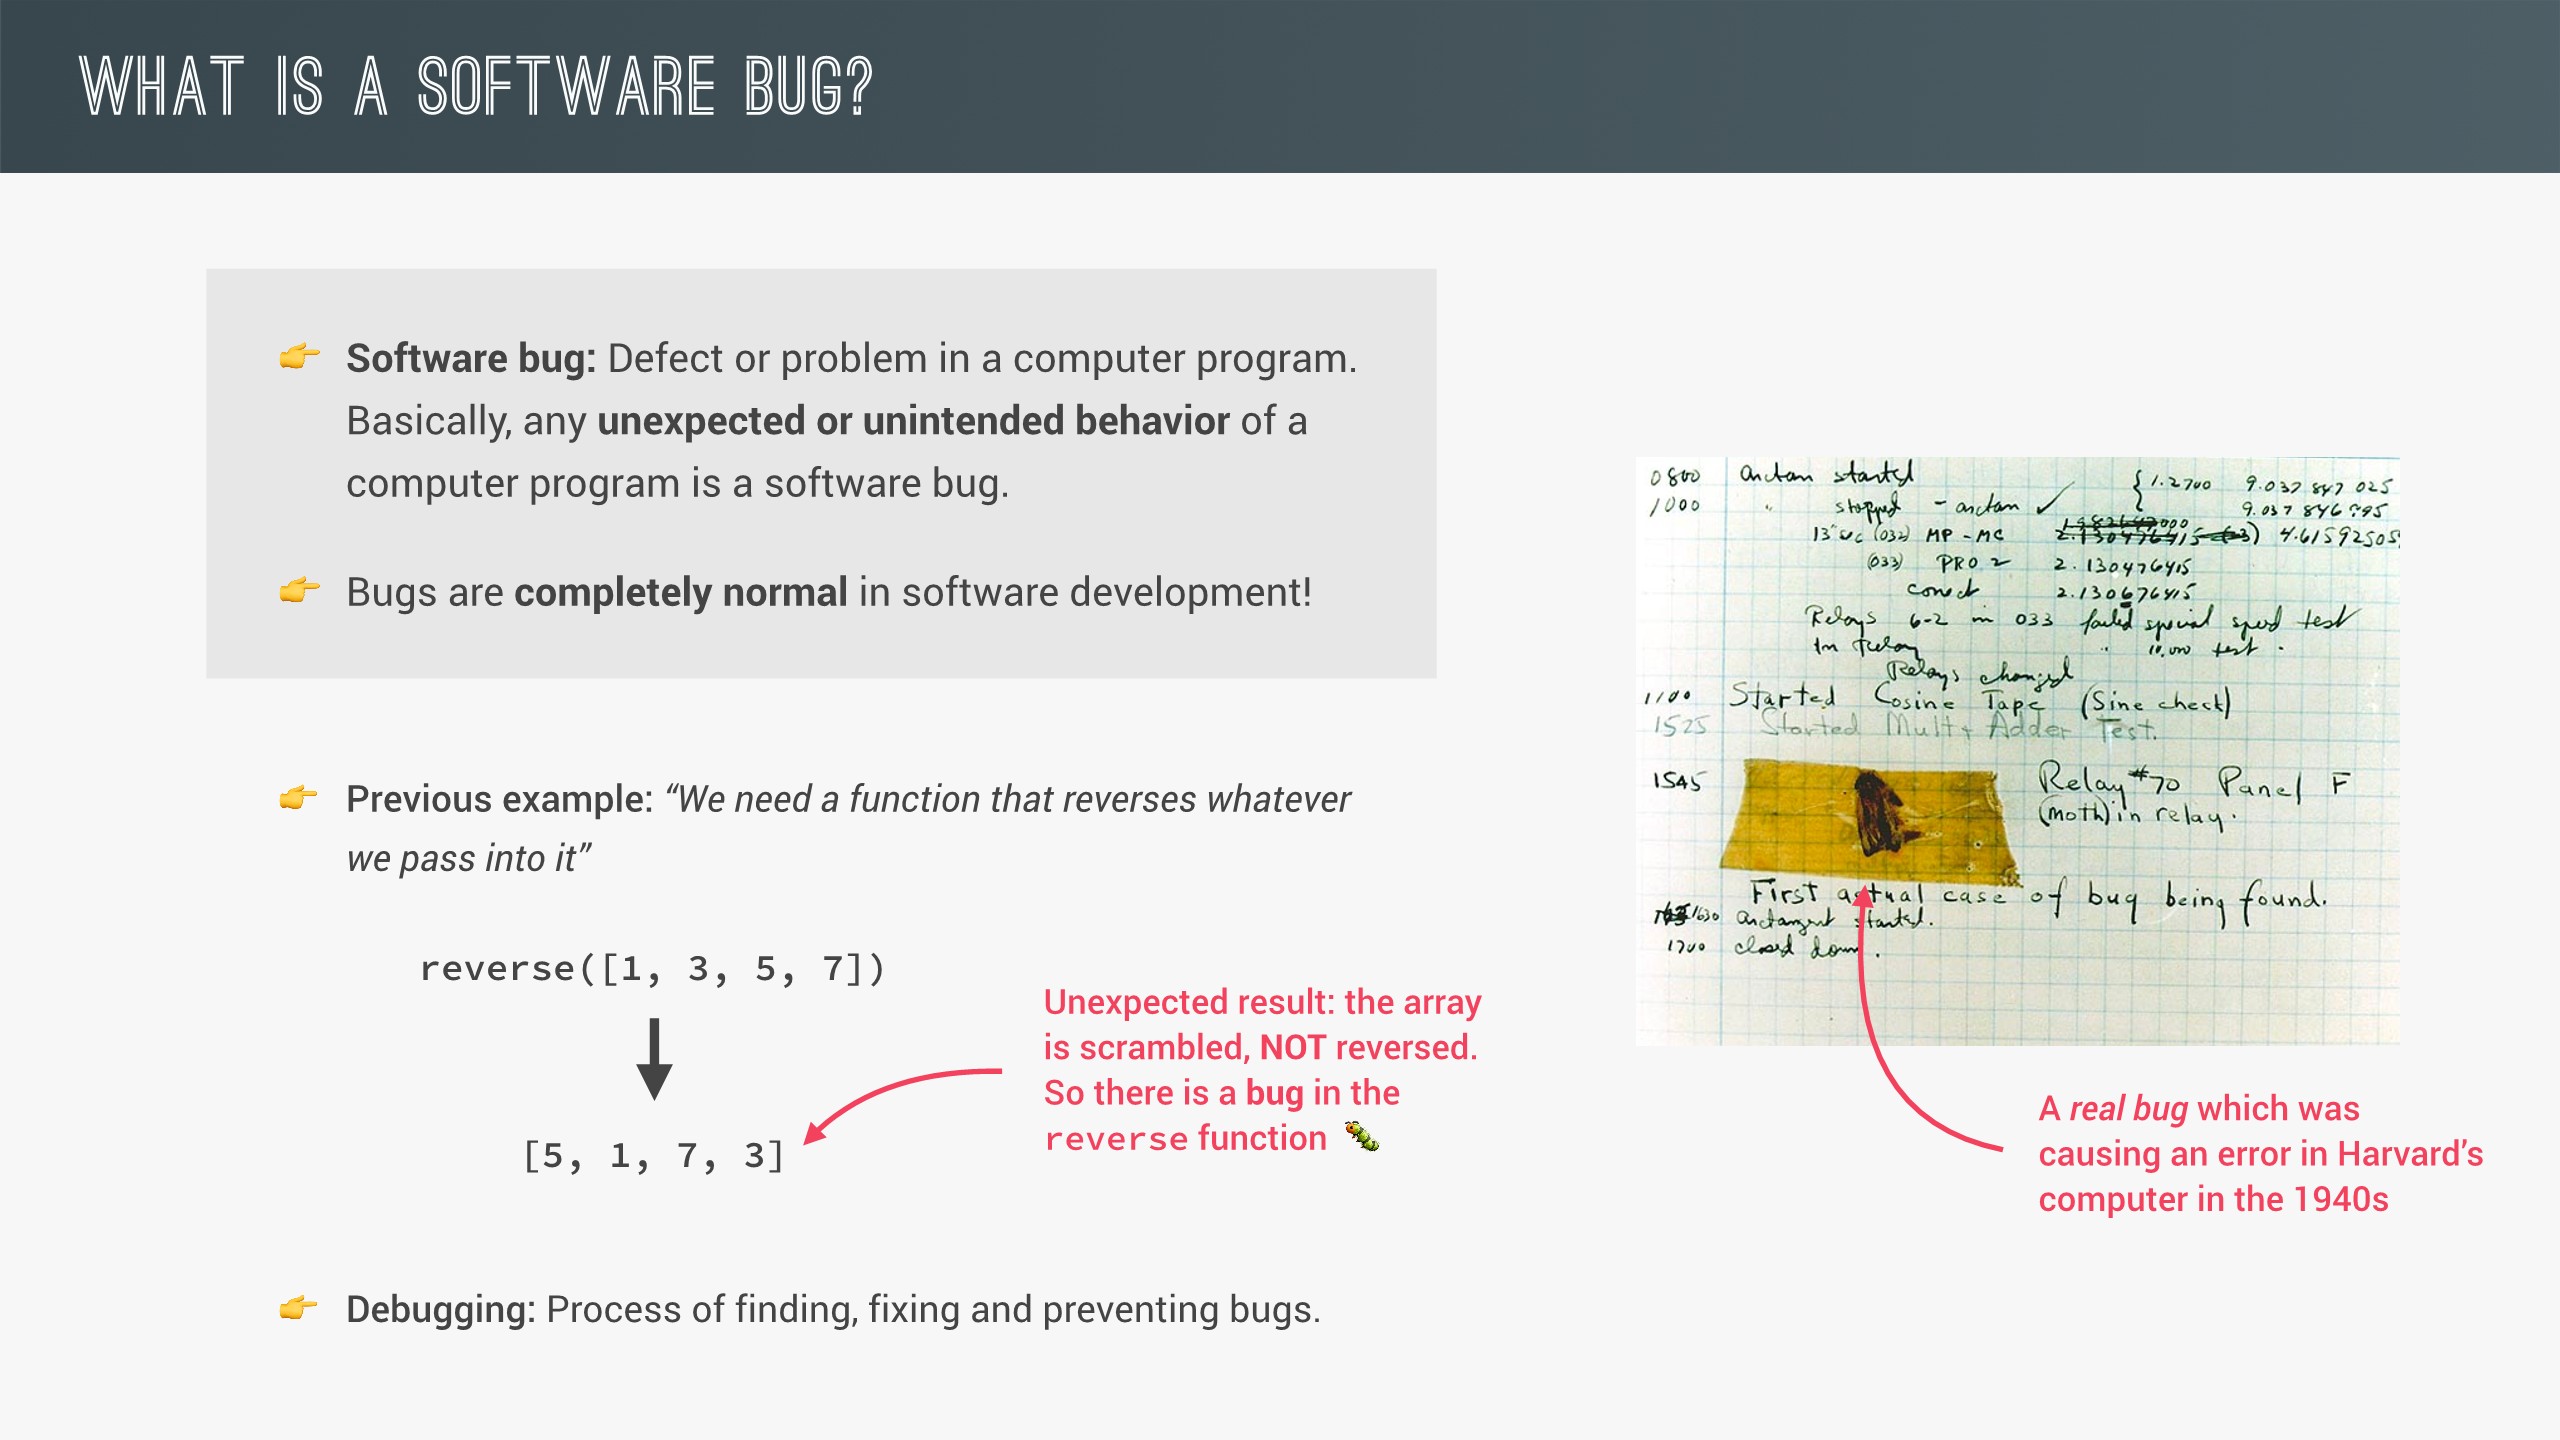 WHAT IS A SOFTWARE BUG?
👉 Software bug: Defect or problem in a computer program.
Basically, any unexpected or unintended behavior of a
computer program is a software bug.
👉 Bugs are completely normal in software development!
👉 Previous example: “We need a function that reverses whatever
we pass into it”
reverse([1, 3, 5, 7])
[5, 1, 7, 3]
Unexpected result: the array
is scrambled, NOT reversed.
So there is a bug in the
reverse function 🐛
👉 Debugging: Process of finding, fixing and preventing bugs.
0800 arctan started { 1.2700 9.037 847 025
1000 " stopped - arctan ✓ 9.037 846 995
13"uc (032) MP - MC 4.615925059
(033) PRO 2 2.130476415
correct 2.130676415
Relays 6-2 in 033 failed special speed test
In relay " 10,000 test .
Relays changed
1100 Started Cosine Tape (Sine check)
1525 Started Mult+ Adder Test.
1545 Relay #70 Panel F
(moth) in relay.
First actual case of bug being found.
1630 arctangent started.
1700 closed down.
A real bug which was
causing an error in Harvard’s
computer in the 1940s